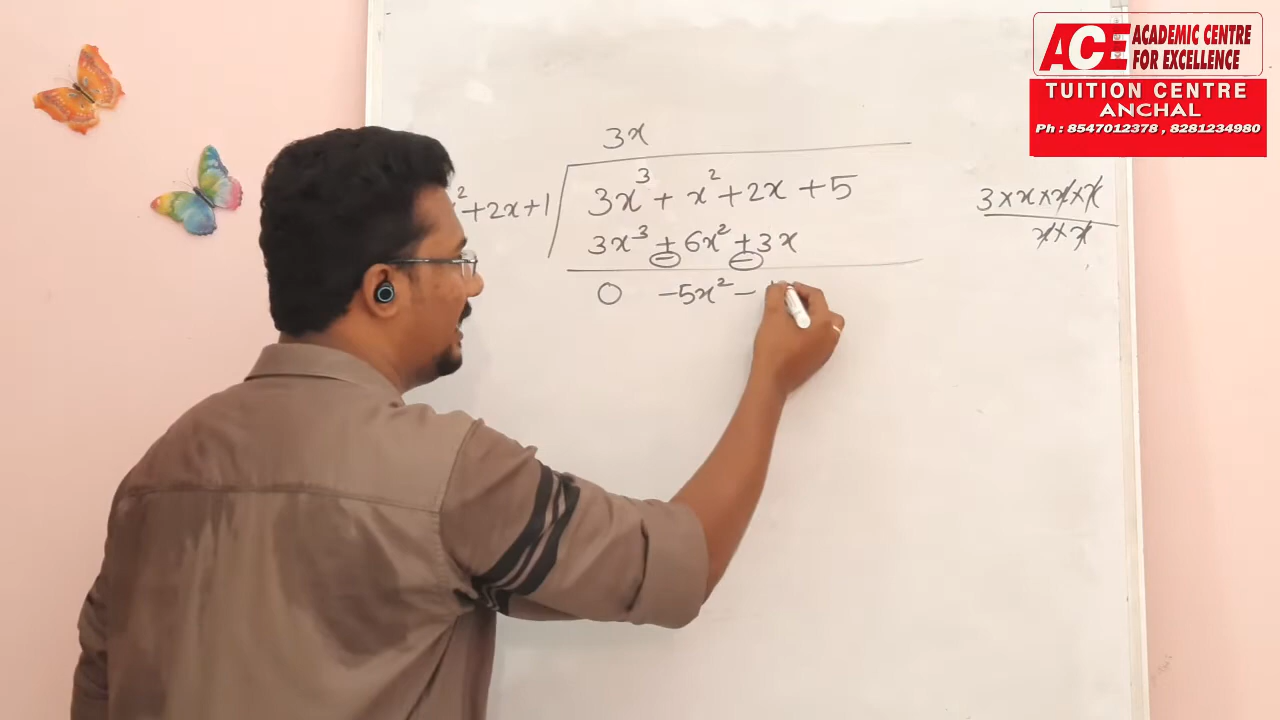 ACE ACADEMIC CENTRE
FOR EXCELLENCE
TUITION CENTRE
ANCHAL
Ph : 8547012378 , 8281234980
3x
²+2x+1
3x³ + x² + 2x + 5
3x³ + 6x² + 3x
− −
0 −5x² −
3×x×x×x
x×x